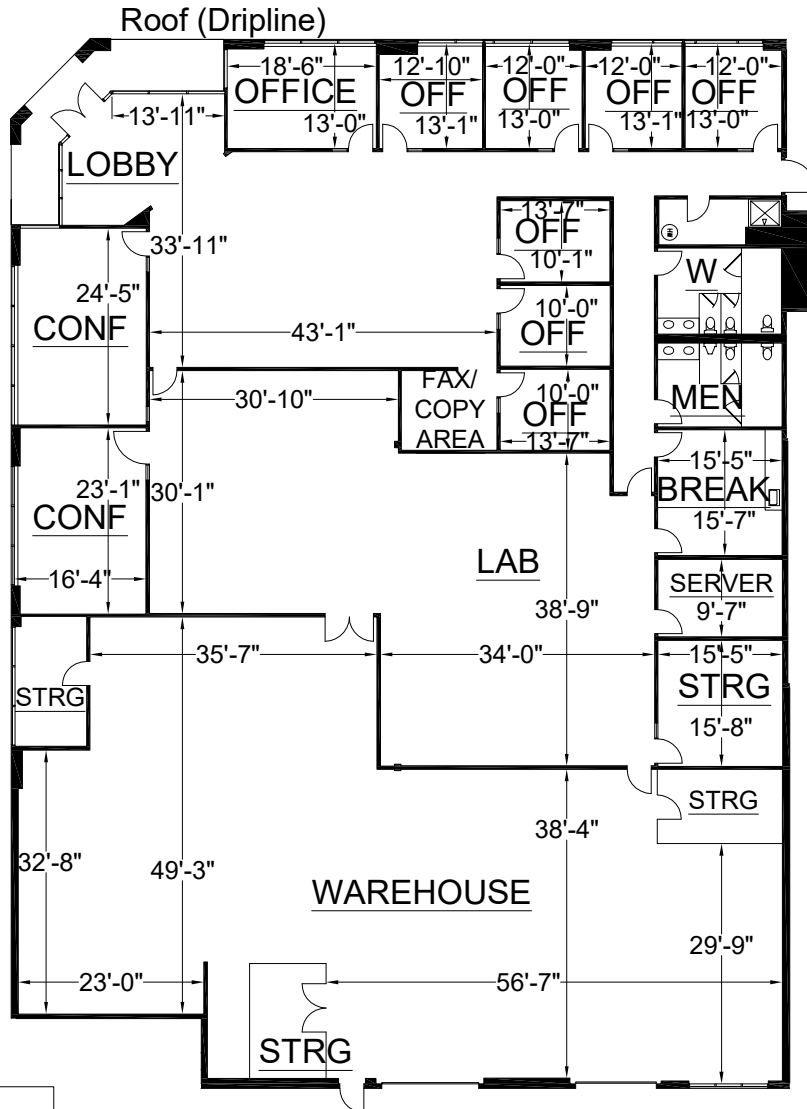 Roof (Dripline)
18'-6"
OFFICE
13'-0"
12'-10"
OFF
13'-1"
12'-0"
OFF
13'-0"
12'-0"
OFF
13'-1"
12'-0"
OFF
13'-0"
13'-11"
LOBBY
33'-11"
13'-7"
OFF
10'-1"
24'-5"
CONF
43'-1"
10'-0"
OFF
W
30'-10"
FAX/
COPY
AREA
10'-0"
OFF
13'-7"
MEN
23'-1"
CONF
16'-4"
30'-1"
15'-5"
BREAK
15'-7"
LAB
38'-9"
34'-0"
SERVER
9'-7"
35'-7"
STRG
15'-5"
STRG
15'-8"
STRG
38'-4"
32'-8"
49'-3"
WAREHOUSE
29'-9"
23'-0"
56'-7"
STRG